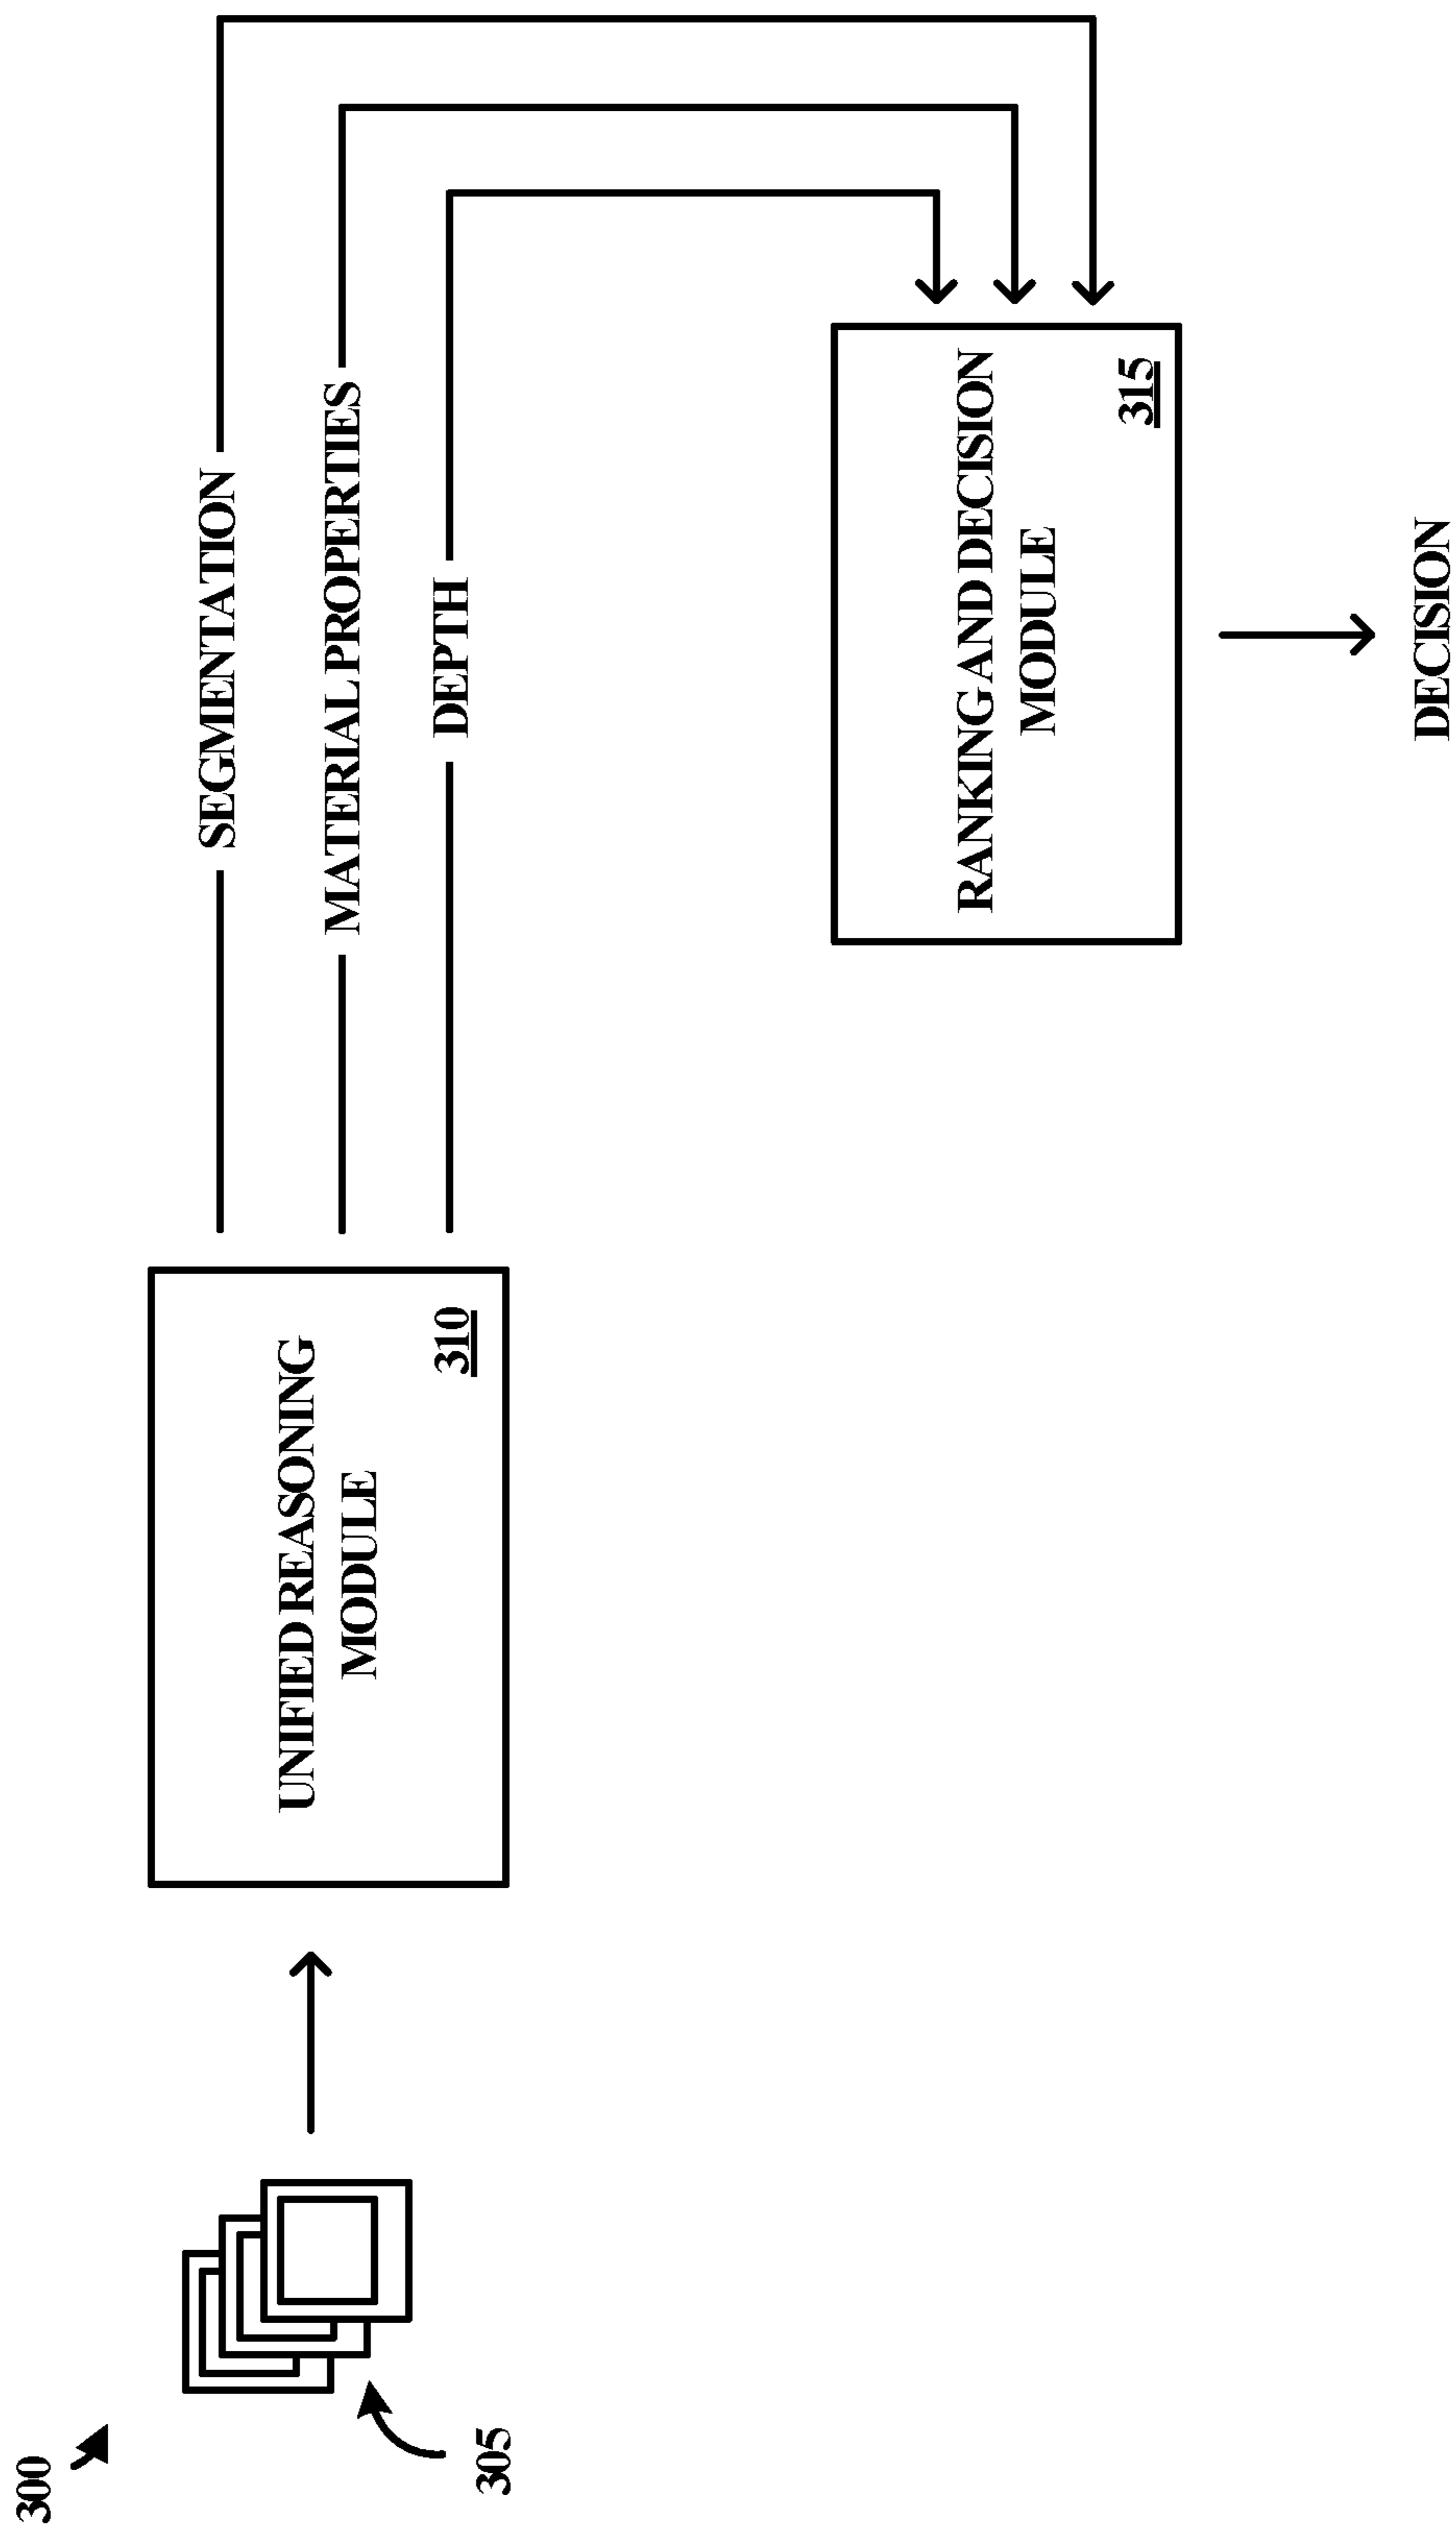 300
305
UNIFIED REASONING
MODULE
310
SEGMENTATION
MATERIAL PROPERTIES
DEPTH
RANKING AND DECISION
MODULE
315
DECISION